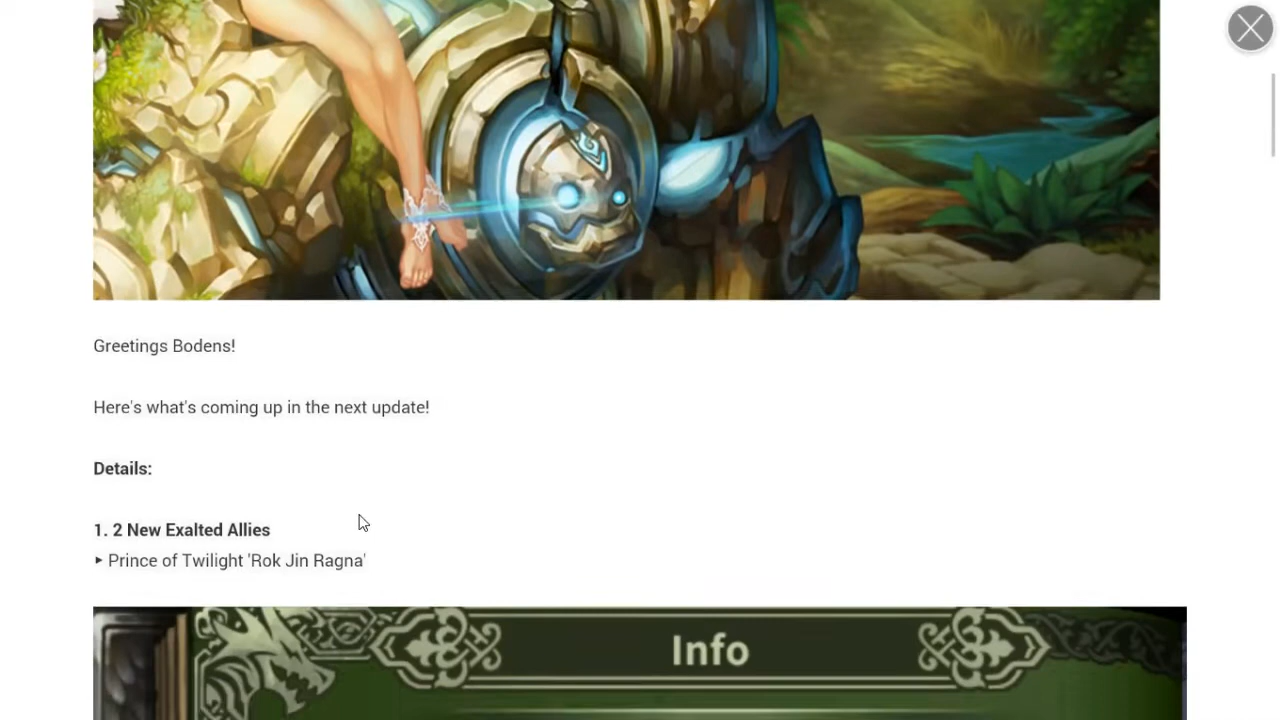 Greetings Bodens!
Here's what's coming up in the next update!
Details:
1. 2 New Exalted Allies
‣ Prince of Twilight 'Rok Jin Ragna'
Info